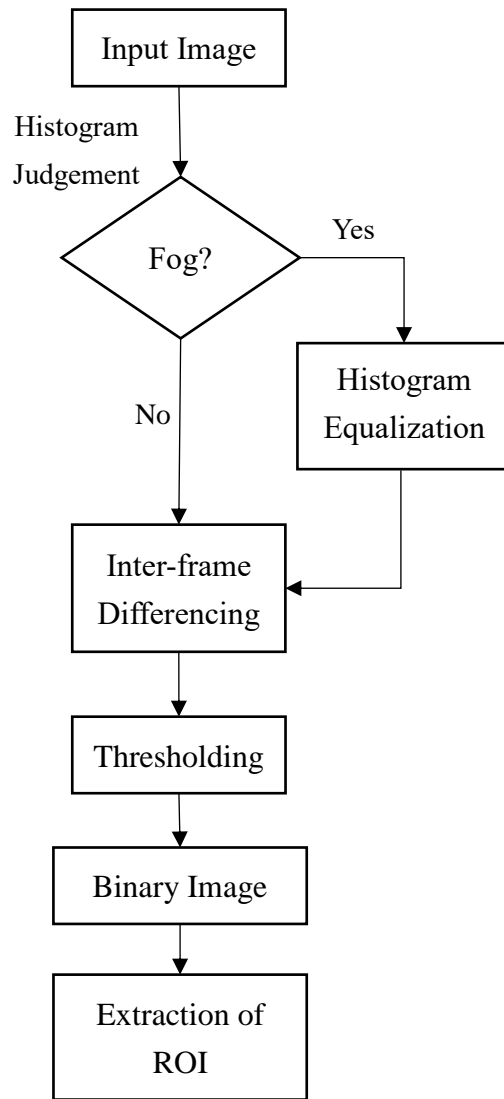 Input Image
Histogram
Judgement
Fog?
Yes
No
Histogram
Equalization
Inter-frame
Differencing
Thresholding
Binary Image
Extraction of
ROI